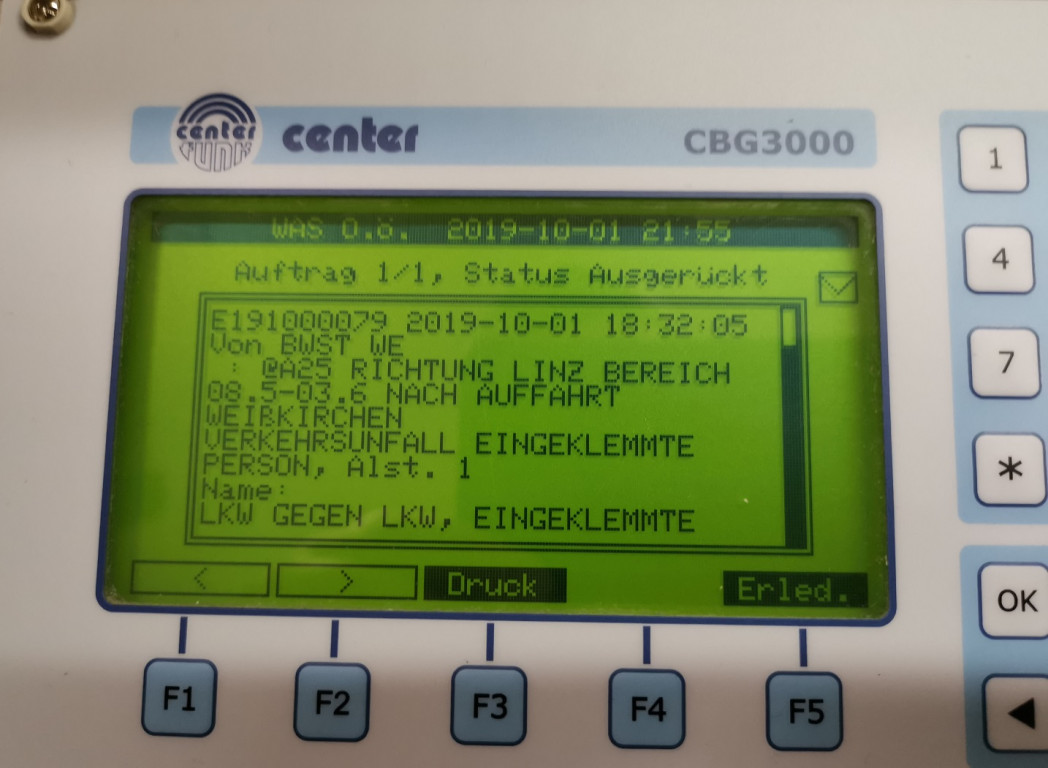 center
FUNK
center
CBG3000
WAS O.ö. 2019-10-01 21:55
Auftrag 1/1, Status Ausgerückt
E191000079 2019-10-01 18:32:05
Von BWST WE
: @A25 RICHTUNG LINZ BEREICH
08.5-03.6 NACH AUFFAHRT
WEIßKIRCHEN
VERKEHRSUNFALL EINGEKLEMMTE
PERSON, Alst. 1
Name:
LKW GEGEN LKW, EINGEKLEMMTE
< > Druck Erled.
F1 F2 F3 F4 F5
1
4
7
*
OK
◀